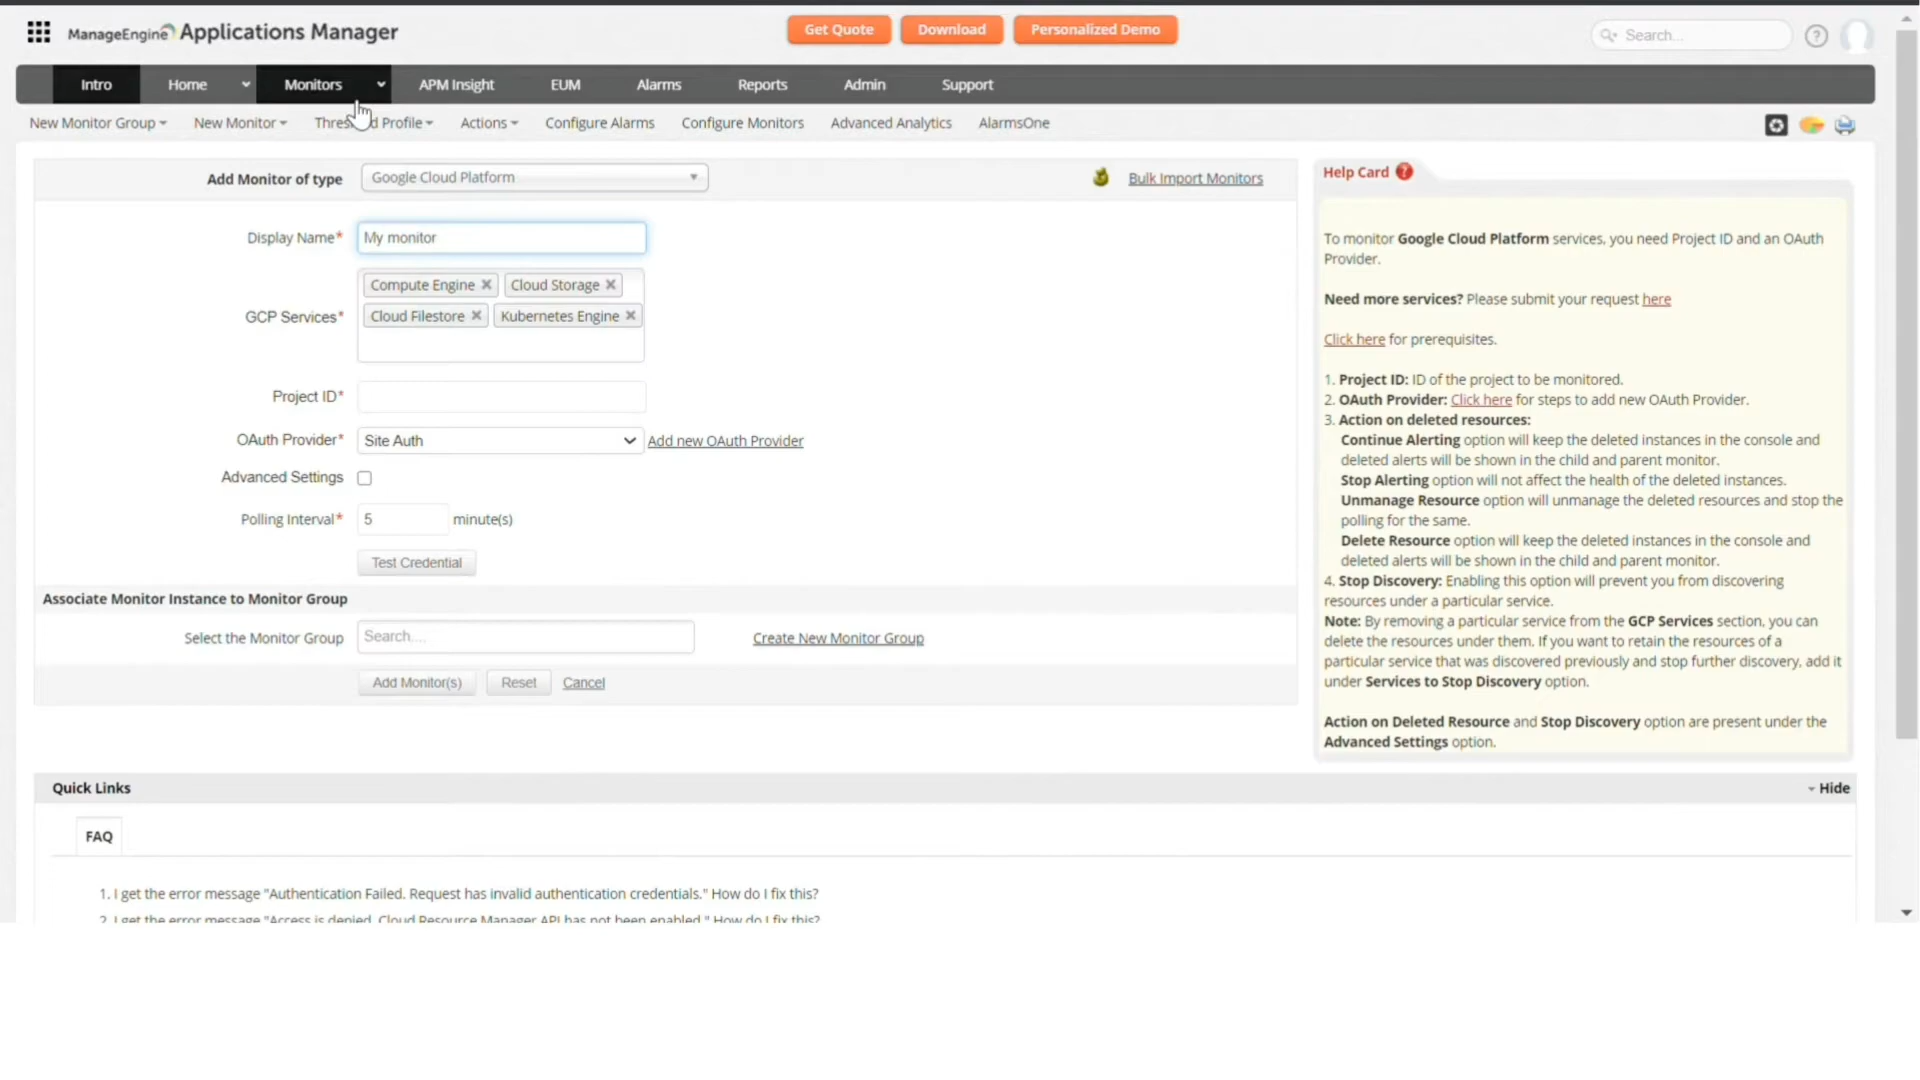 ManageEngine Applications Manager
Get Quote
Download
Personalized Demo
Search...
Intro
Home
Monitors
APM Insight
EUM
Alarms
Reports
Admin
Support
New Monitor Group
New Monitor
Threshold Profile
Actions
Configure Alarms
Configure Monitors
Advanced Analytics
AlarmsOne
Add Monitor of type
Google Cloud Platform
Bulk Import Monitors
Display Name*
My monitor
GCP Services*
Compute Engine
Cloud Storage
Cloud Filestore
Kubernetes Engine
Project ID*
OAuth Provider*
Site Auth
Add new OAuth Provider
Advanced Settings
Polling Interval*
5
minute(s)
Test Credential
Associate Monitor Instance to Monitor Group
Select the Monitor Group
Search....
Create New Monitor Group
Add Monitor(s)
Reset
Cancel
Help Card ?
To monitor Google Cloud Platform services, you need Project ID and an OAuth
Provider.
Need more services? Please submit your request here
Click here for prerequisites.
1. Project ID: ID of the project to be monitored.
2. OAuth Provider: Click here for steps to add new OAuth Provider.
3. Action on deleted resources:
Continue Alerting option will keep the deleted instances in the console and
deleted alerts will be shown in the child and parent monitor.
Stop Alerting option will not affect the health of the deleted instances.
Unmanage Resource option will unmanage the deleted resources and stop the
polling for the same.
Delete Resource option will keep the deleted instances in the console and
deleted alerts will be shown in the child and parent monitor.
4. Stop Discovery: Enabling this option will prevent you from discovering
resources under a particular service.
Note: By removing a particular service from the GCP Services section, you can
delete the resources under them. If you want to retain the resources of a
particular service that was discovered previously and stop further discovery, add it
under Services to Stop Discovery option.
Action on Deleted Resource and Stop Discovery option are present under the
Advanced Settings option.
Quick Links
Hide
FAQ
1. I get the error message "Authentication Failed. Request has invalid authentication credentials." How do I fix this?
2. I get the error message "Access is denied. Cloud Resource Manager API has not been enabled." How do I fix this?